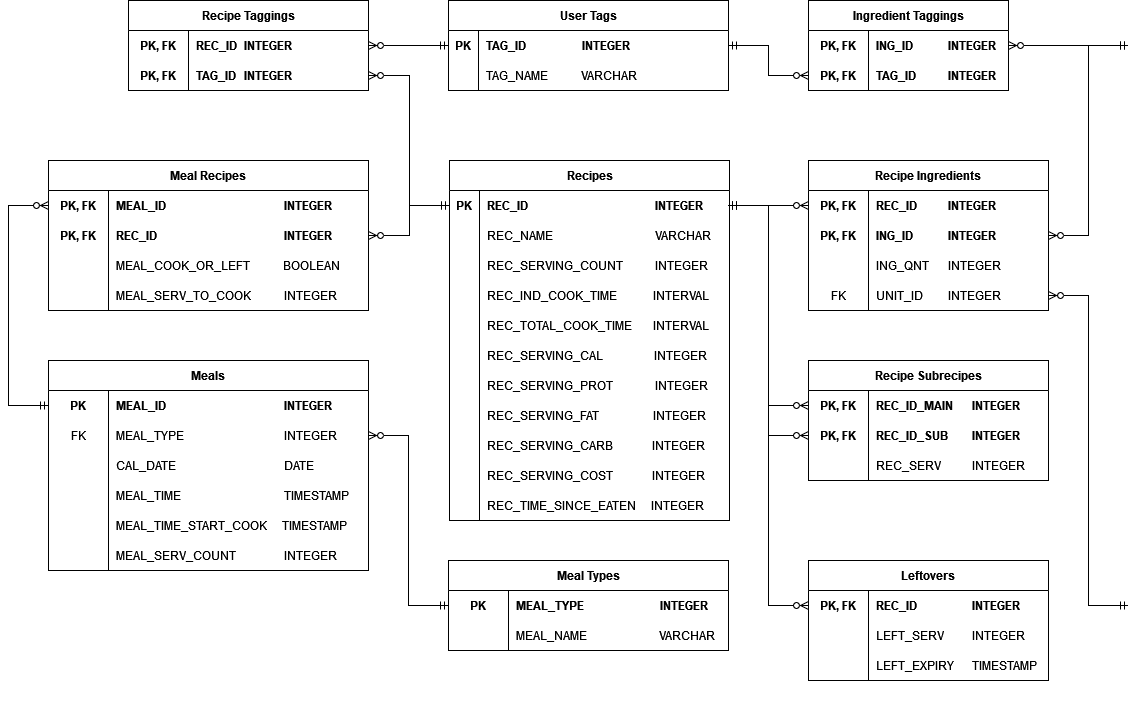 Recipe Taggings
PK, FK REC_ID INTEGER
PK, FK TAG_ID INTEGER
User Tags
PK TAG_ID INTEGER
TAG_NAME VARCHAR
Ingredient Taggings
PK, FK ING_ID INTEGER
PK, FK TAG_ID INTEGER
Meal Recipes
PK, FK MEAL_ID INTEGER
PK, FK REC_ID INTEGER
MEAL_COOK_OR_LEFT BOOLEAN
MEAL_SERV_TO_COOK INTEGER
Recipes
PK REC_ID INTEGER
REC_NAME VARCHAR
REC_SERVING_COUNT INTEGER
REC_IND_COOK_TIME INTERVAL
REC_TOTAL_COOK_TIME INTERVAL
REC_SERVING_CAL INTEGER
REC_SERVING_PROT INTEGER
REC_SERVING_FAT INTEGER
REC_SERVING_CARB INTEGER
REC_SERVING_COST INTEGER
REC_TIME_SINCE_EATEN INTEGER
Recipe Ingredients
PK, FK REC_ID INTEGER
PK, FK ING_ID INTEGER
ING_QNT INTEGER
FK UNIT_ID INTEGER
Meals
PK MEAL_ID INTEGER
FK MEAL_TYPE INTEGER
CAL_DATE DATE
MEAL_TIME TIMESTAMP
MEAL_TIME_START_COOK TIMESTAMP
MEAL_SERV_COUNT INTEGER
Recipe Subrecipes
PK, FK REC_ID_MAIN INTEGER
PK, FK REC_ID_SUB INTEGER
REC_SERV INTEGER
Meal Types
PK MEAL_TYPE INTEGER
MEAL_NAME VARCHAR
Leftovers
PK, FK REC_ID INTEGER
LEFT_SERV INTEGER
LEFT_EXPIRY TIMESTAMP